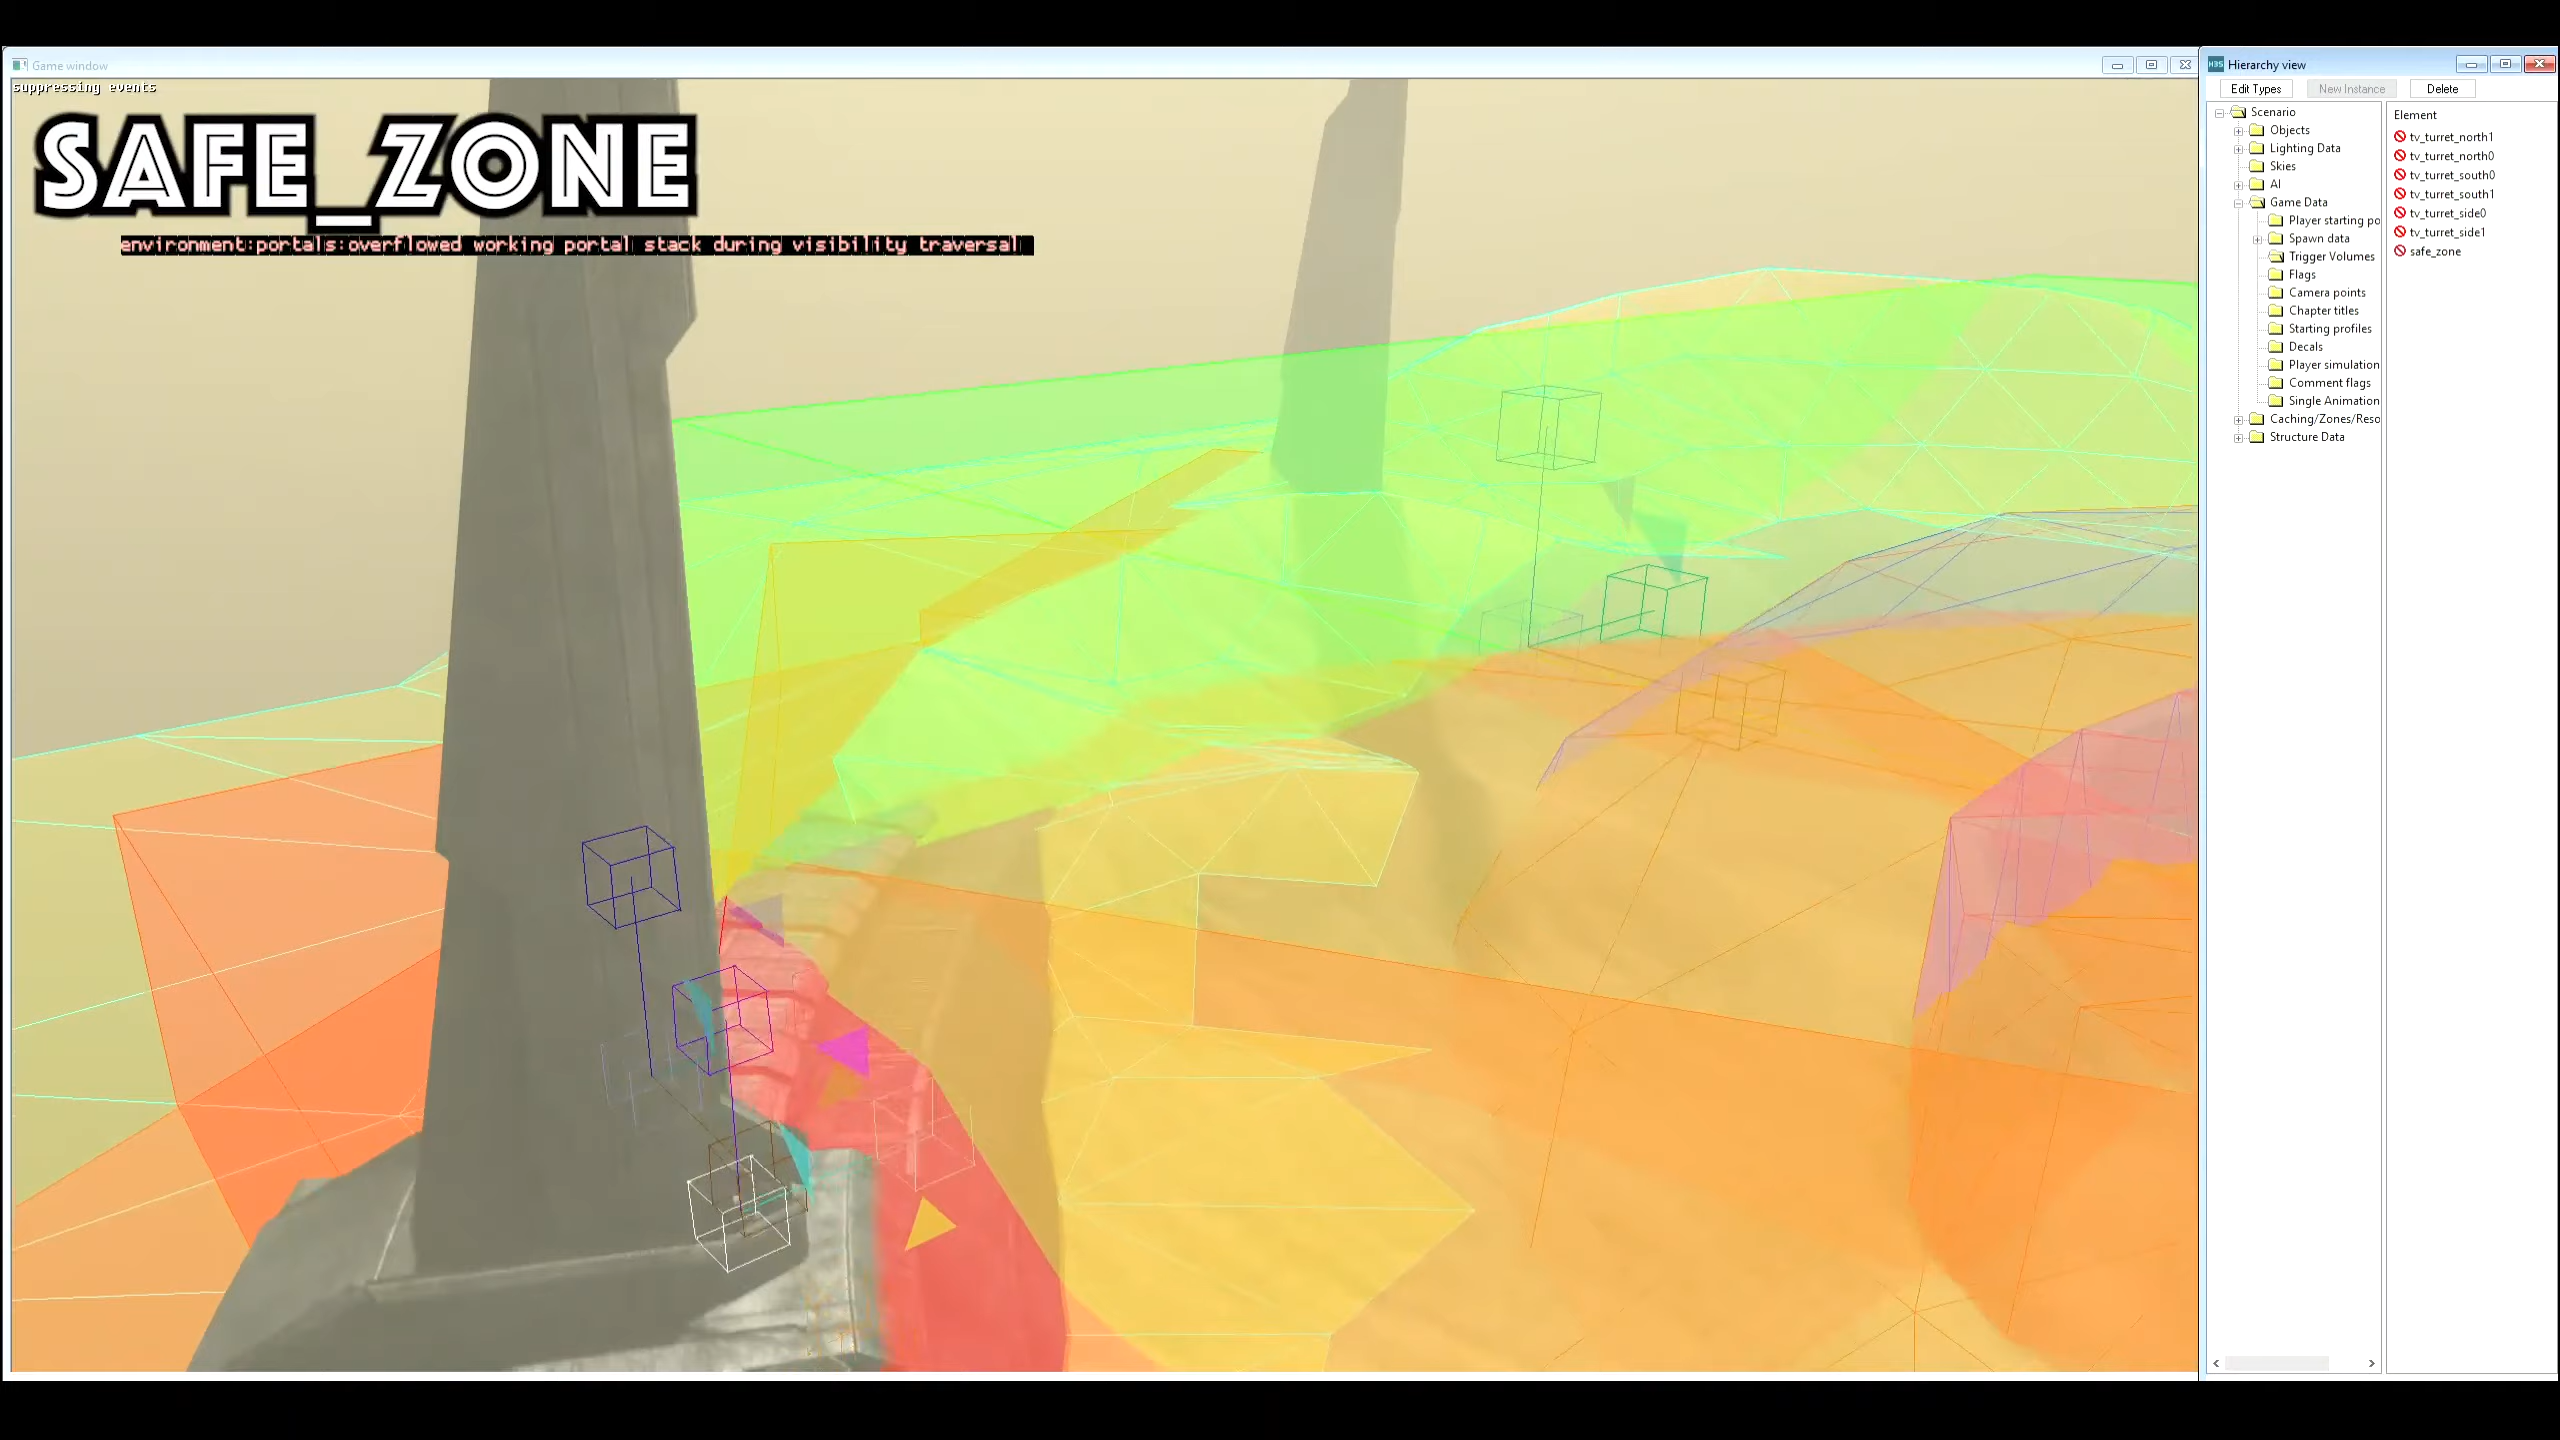 Game window
suppressing events
SAFE_ZONE
environment:portals:overflowed working portal stack during visibility traversal
Hierarchy view
Edit Types
New Instance
Delete
Scenario
Objects
Lighting Data
Skies
AI
Game Data
Player starting po
Spawn data
Trigger Volumes
Flags
Camera points
Chapter titles
Starting profiles
Decals
Player simulation
Comment flags
Single Animation
Caching/Zones/Reso
Structure Data
Element
tv_turret_north1
tv_turret_north0
tv_turret_south0
tv_turret_south1
tv_turret_side0
tv_turret_side1
safe_zone